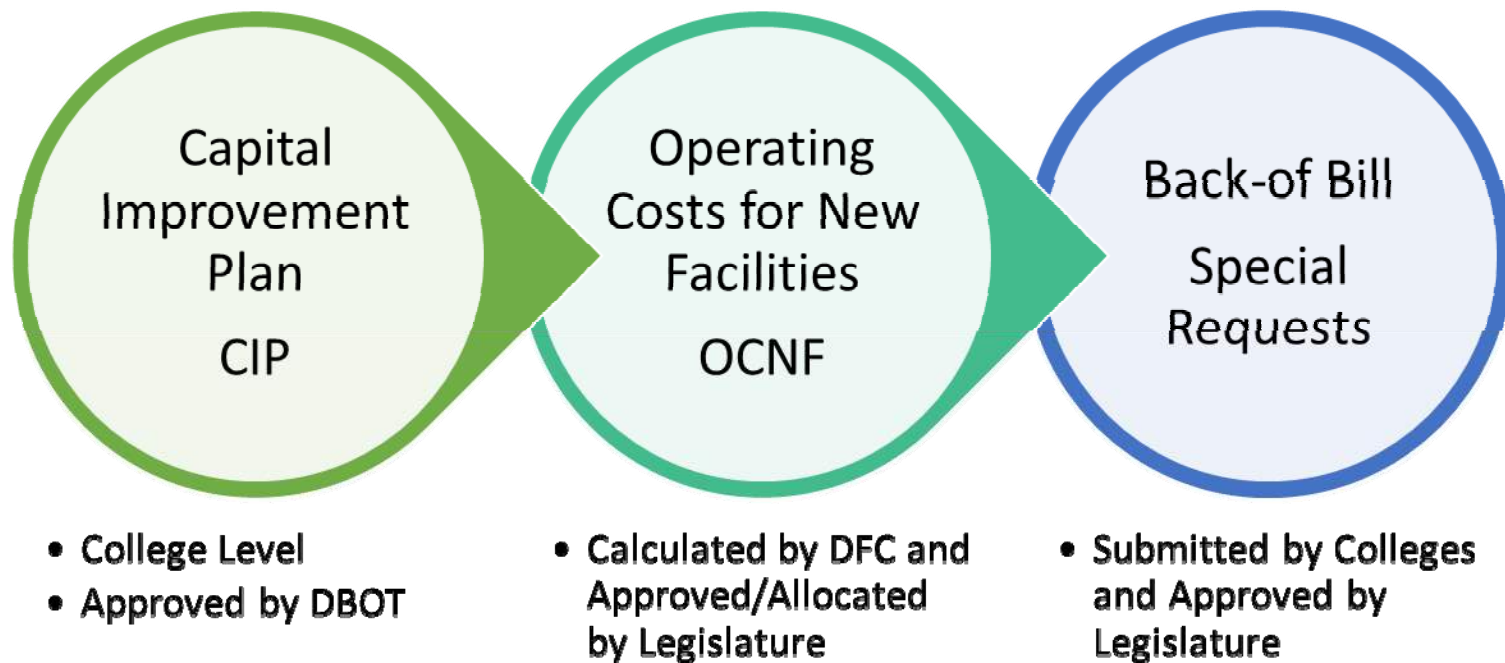 Capital
Improvement
Plan
CIP
Operating
Costs for New
Facilities
OCNF
Back-of Bill
Special
Requests
• College Level
• Approved by DBOT
• Calculated by DFC and
Approved/Allocated
by Legislature
• Submitted by Colleges
and Approved by
Legislature